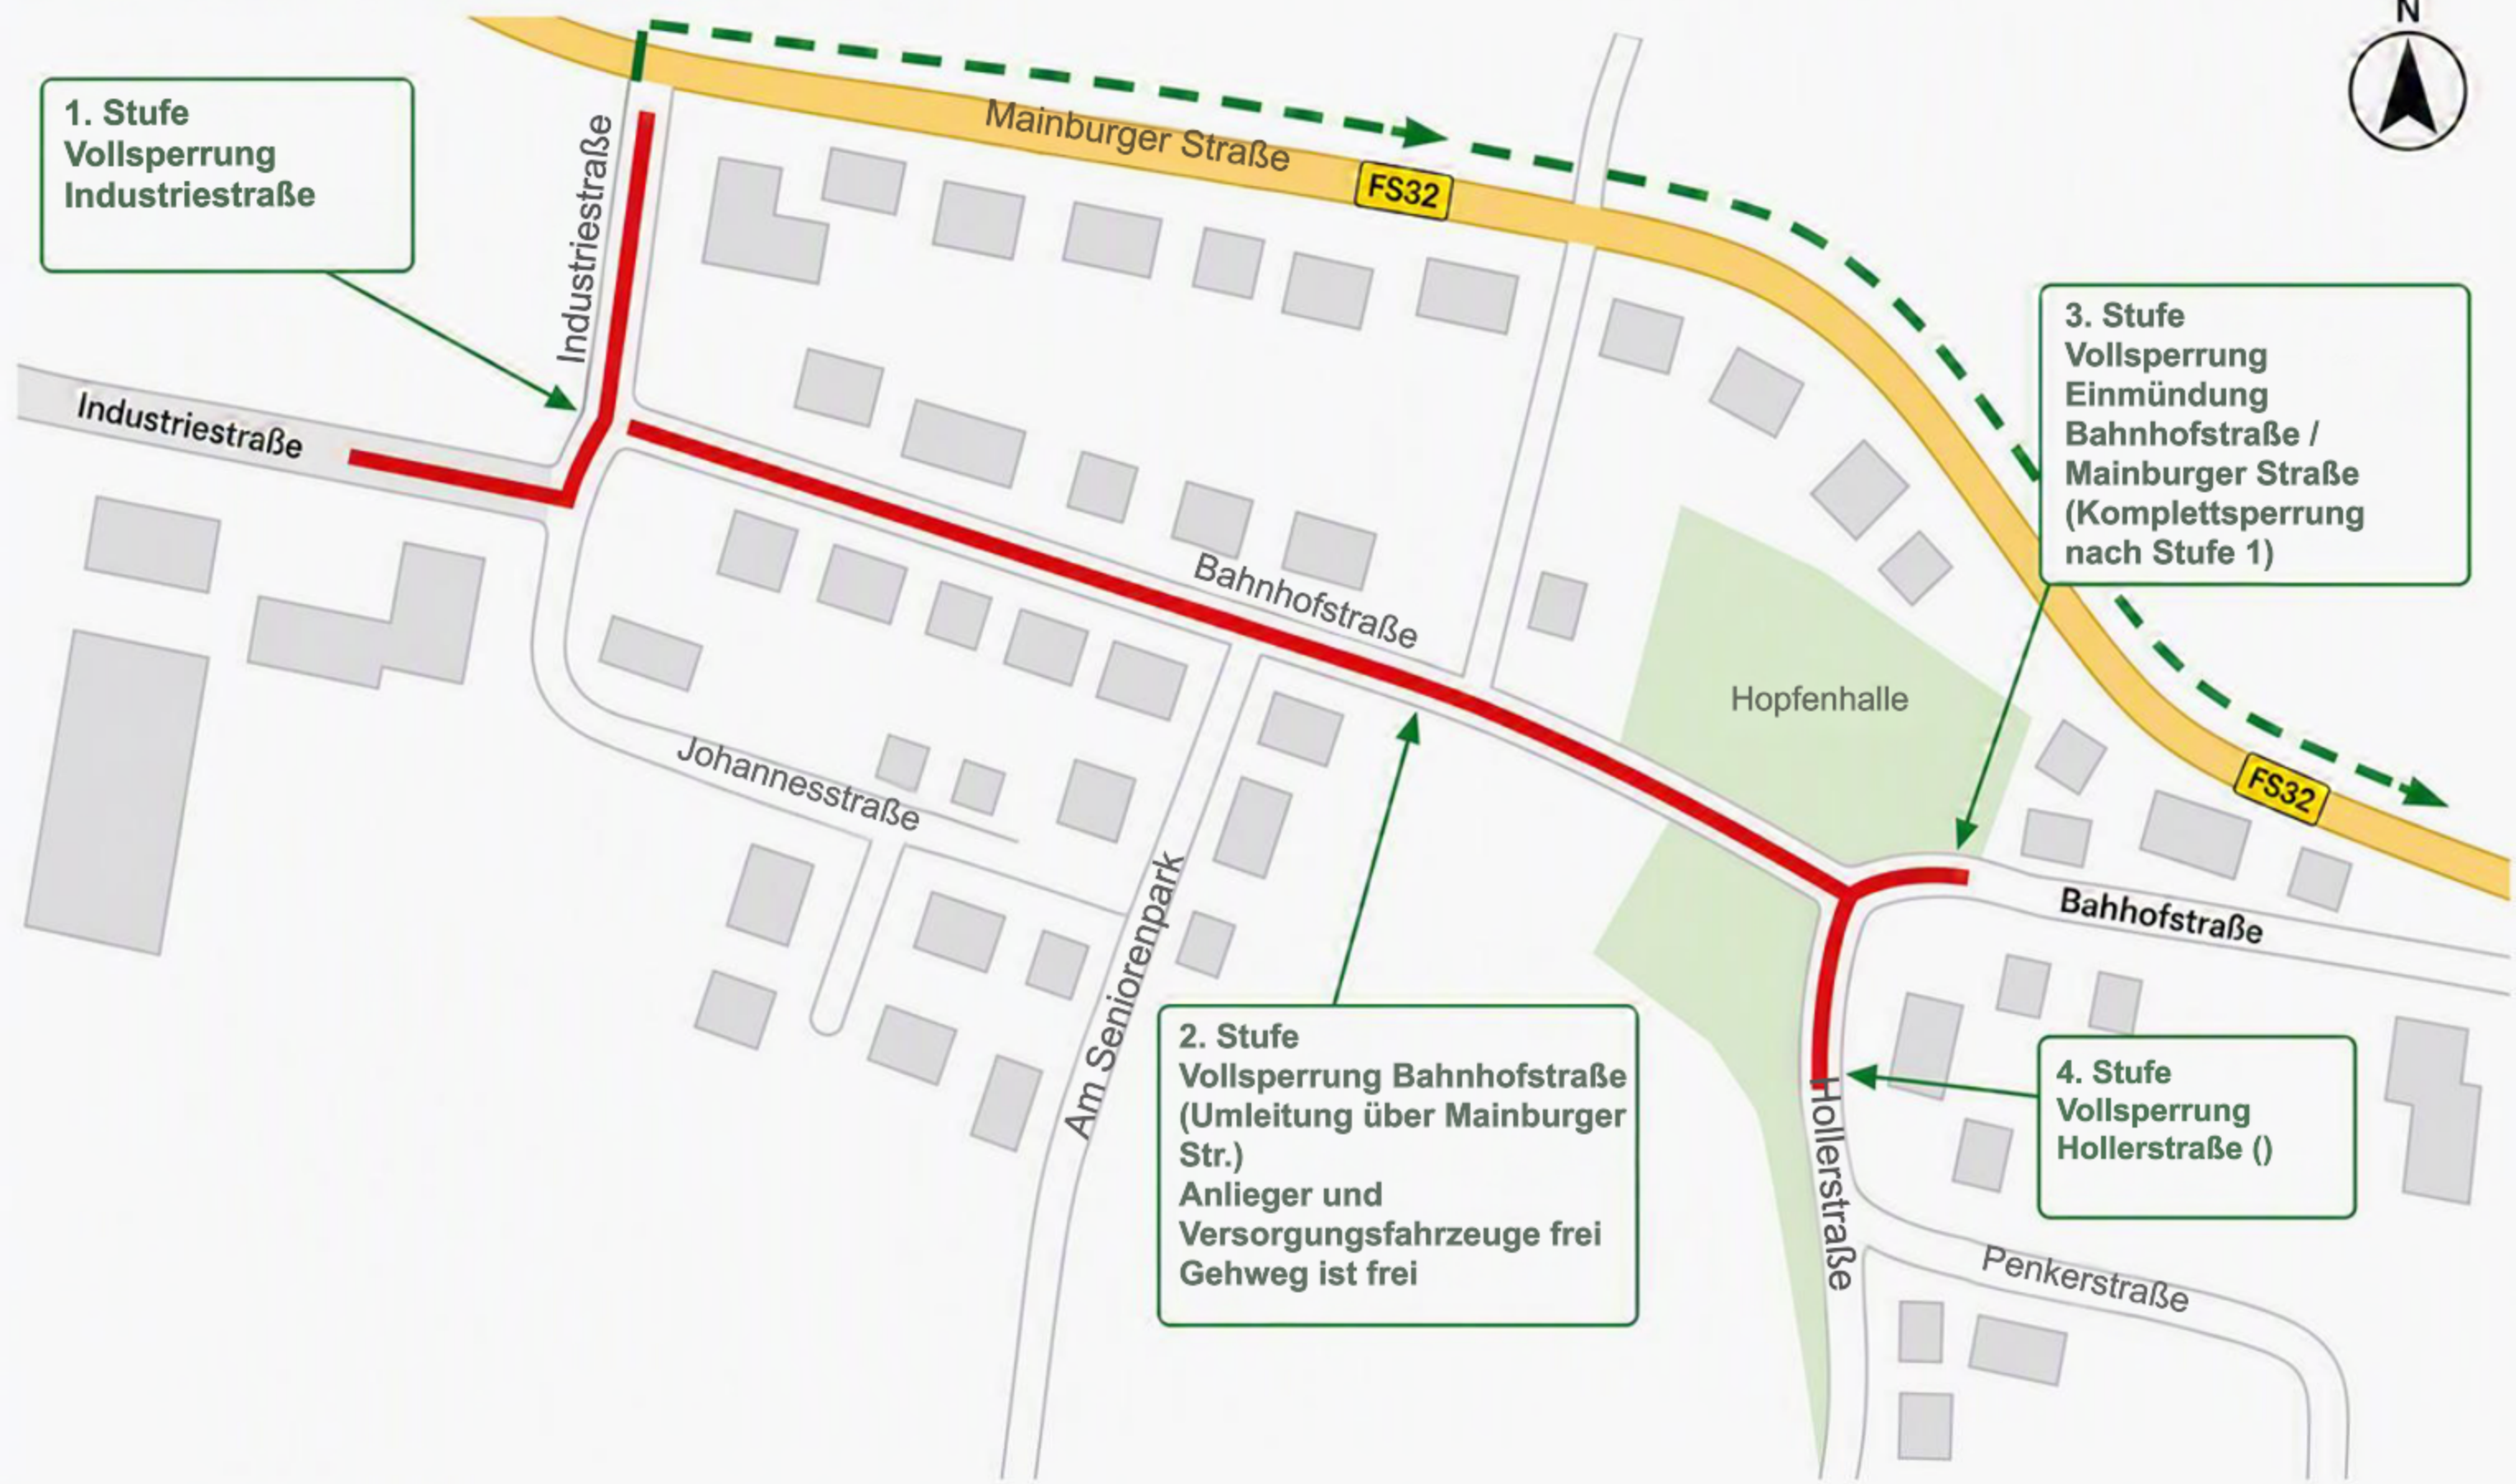 N
1. Stufe
Vollsperrung
Industriestraße
Industriestraße
Mainburger Straße
FS32
3. Stufe
Vollsperrung
Einmündung
Bahnhofstraße /
Mainburger Straße
(Komplettsperrung
nach Stufe 1)
Industriestraße
Bahnhofstraße
Hopfenhalle
Johannesstraße
FS32
Bahhofstraße
Am Seniorenpark
2. Stufe
Vollsperrung Bahnhofstraße
(Umleitung über Mainburger
Str.)
Anlieger und
Versorgungsfahrzeuge frei
Gehweg ist frei
4. Stufe
Vollsperrung
Hollerstraße ()
Hollerstraße
Penkerstraße